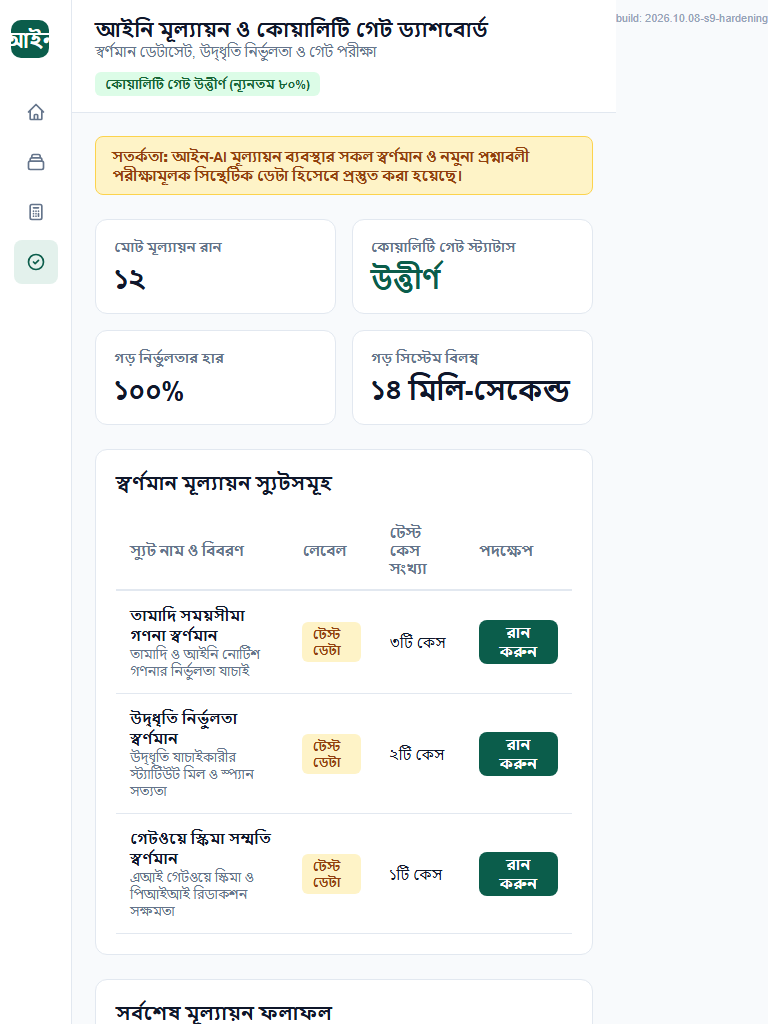 আইন
আইনি মূল্যায়ন ও কোয়ালিটি গেট ড্যাশবোর্ড
build: 2026.10.08-s9-hardening
স্বর্ণমান ডেটাসেট, উদ্ধৃতি নির্ভুলতা ও গেট পরীক্ষা
কোয়ালিটি গেট উত্তীর্ণ (ন্যূনতম ৮০%)
সতর্কতা: আইন-AI মূল্যায়ন ব্যবস্থার সকল স্বর্ণমান ও নমুনা প্রশ্নাবলী
পরীক্ষামূলক সিন্থেটিক ডেটা হিসেবে প্রস্তুত করা হয়েছে।
মোট মূল্যায়ন রান
১২
কোয়ালিটি গেট স্ট্যাটাস
উত্তীর্ণ
গড় নির্ভুলতার হার
১০০%
গড় সিস্টেম বিলম্ব
১৪ মিলি-সেকেন্ড
স্বর্ণমান মূল্যায়ন স্যুটসমূহ
স্যুট নাম ও বিবরণ
লেবেল
টেস্ট
কেস
সংখ্যা
পদক্ষেপ
তামাদি সময়সীমা
গণনা স্বর্ণমান
তামাদি ও আইনি নোটিশ
গণনার নির্ভুলতা যাচাই
টেস্ট
ডেটা
৩টি কেস
রান
করুন
উদ্ধৃতি নির্ভুলতা
স্বর্ণমান
উদ্ধৃতি যাচাইকারীর
স্ট্যাটিউট মিল ও স্প্যান
সত্যতা
টেস্ট
ডেটা
২টি কেস
রান
করুন
গেটওয়ে স্কিমা সম্মতি
স্বর্ণমান
এআই গেটওয়ে স্কিমা ও
পিআইআই রিডাকশন
সক্ষমতা
টেস্ট
ডেটা
১টি কেস
রান
করুন
সর্বশেষ মূল্যায়ন ফলাফল